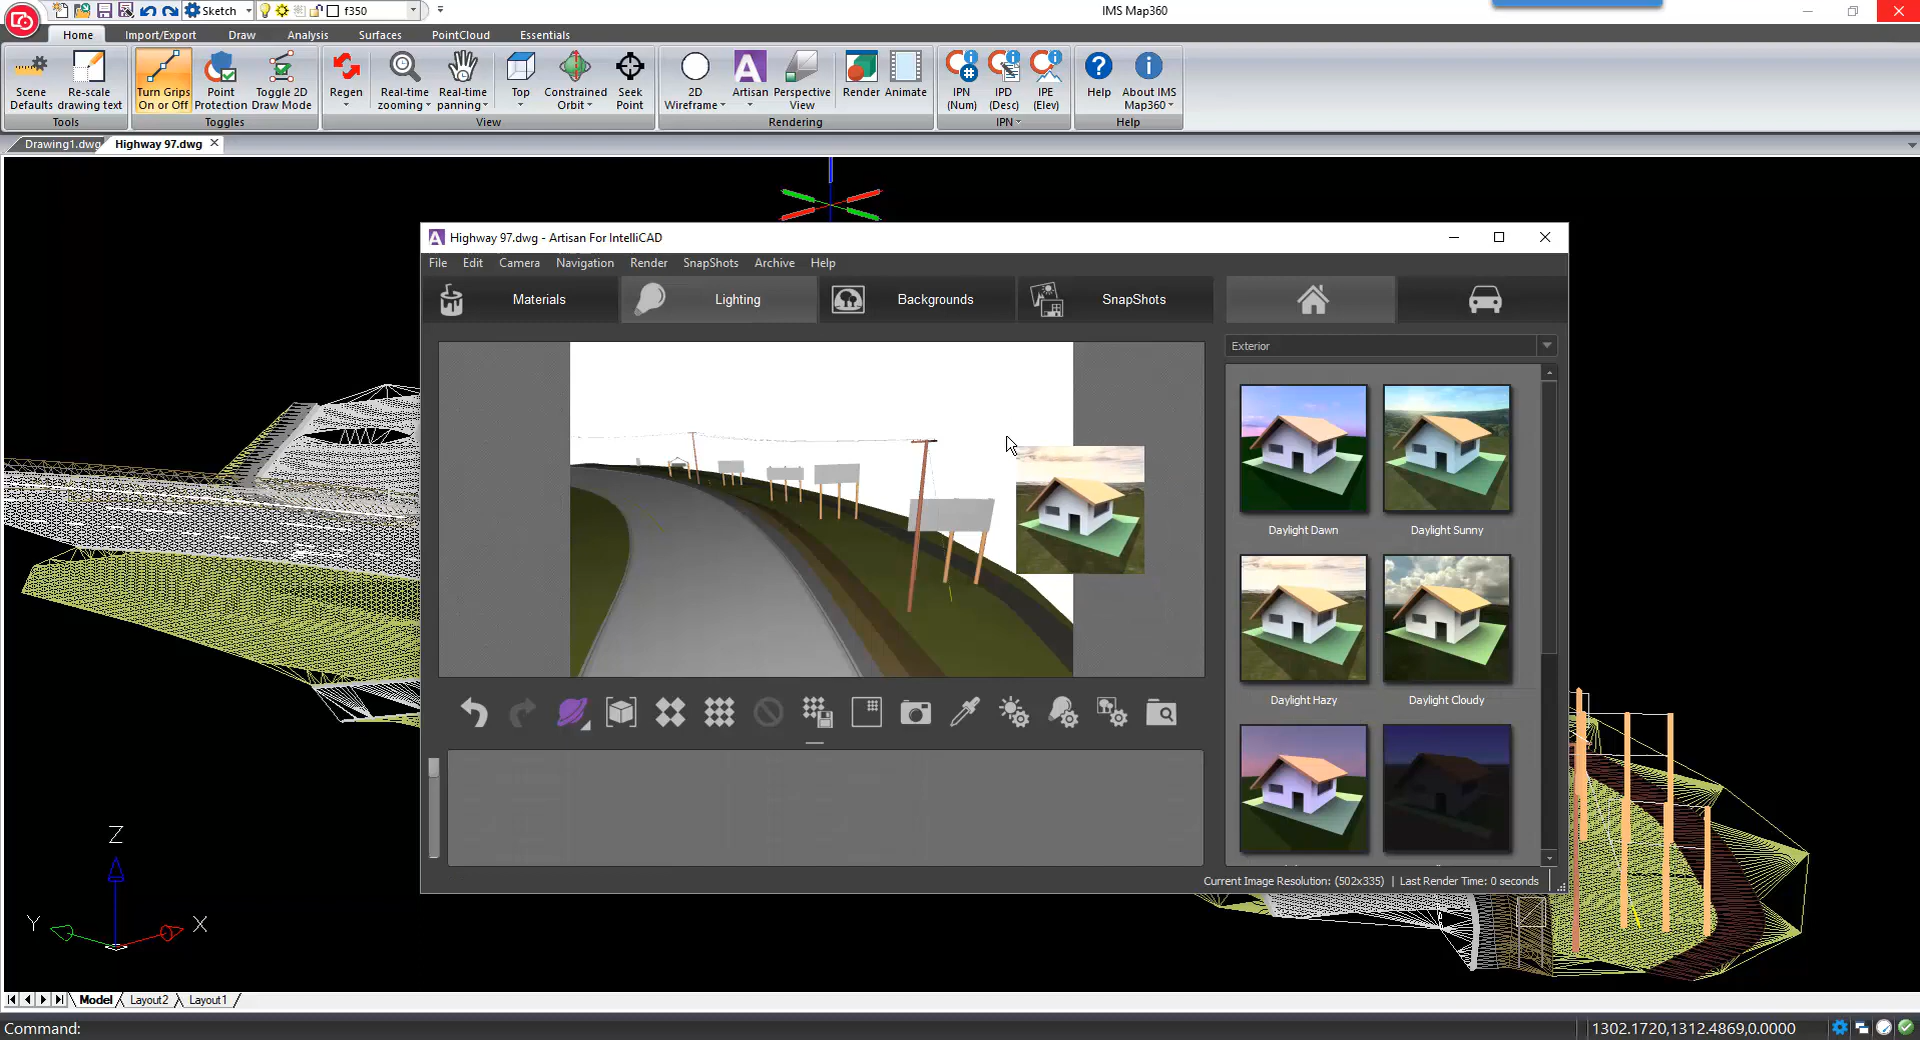 Sketch
f350
IMS Map360
Home
Import/Export
Draw
Analysis
Surfaces
PointCloud
Essentials
Scene
Defaults
Re-scale
drawing text
Turn Grips
On or Off
Point
Protection
Toggle 2D
Draw Mode
Regen
Real-time
zooming
Real-time
panning
Top
Constrained
Orbit
Seek
Point
2D
Wireframe
Artisan
Perspective
View
Render
Animate
IPN
(Num)
IPD
(Desc)
IPE
(Elev)
Help
About IMS
Map360
Tools
Toggles
View
Rendering
IPN
Help
Drawing1.dwg
Highway 97.dwg
Highway 97.dwg - Artisan For IntelliCAD
File
Edit
Camera
Navigation
Render
SnapShots
Archive
Help
Materials
Lighting
Backgrounds
SnapShots
Exterior
Daylight Dawn
Daylight Sunny
Daylight Hazy
Daylight Cloudy
Current Image Resolution: (502x335) | Last Render Time: 0 seconds
Z
Y
X
Model
Layout2
Layout1
Command:
1302.1720,1312.4869,0.0000